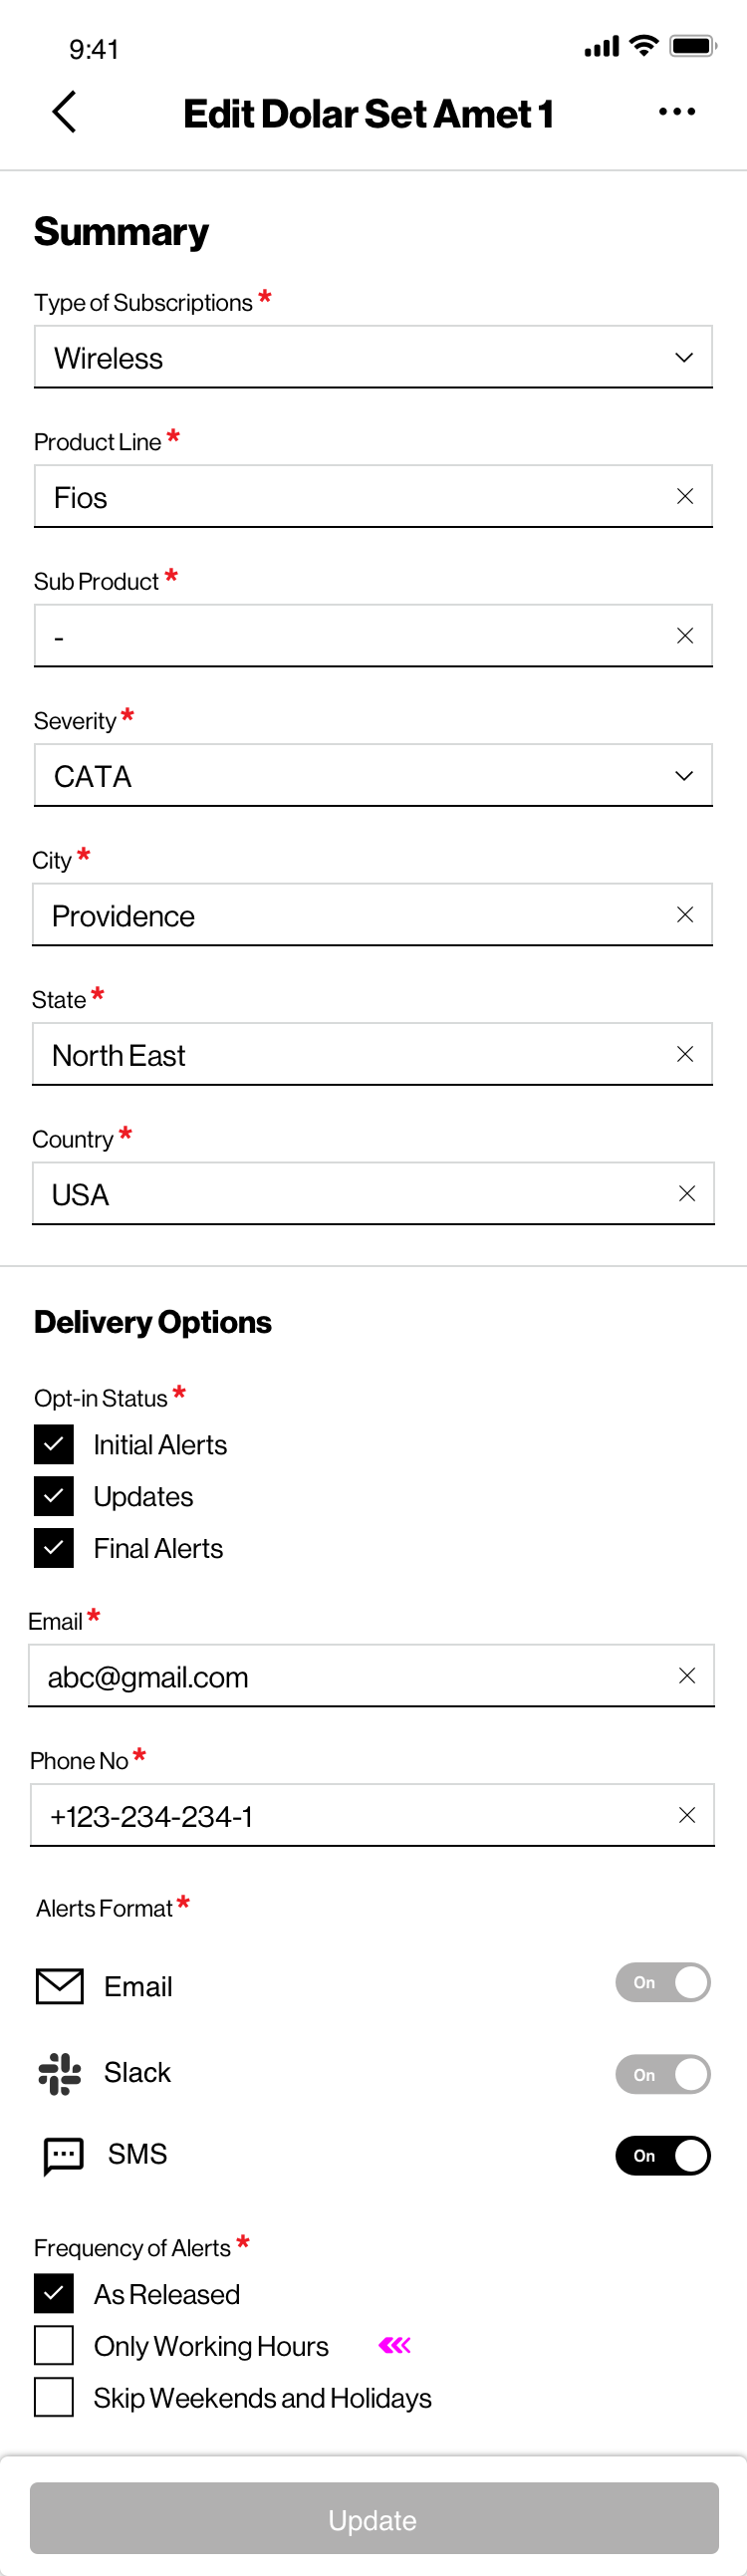 9:41
Edit Dolar Set Amet 1
Summary
Type of Subscriptions *
Wireless
Product Line *
Fios
Sub Product *
-
Severity *
CATA
City *
Providence
State *
North East
Country *
USA
Delivery Options
Opt-in Status *
Initial Alerts
Updates
Final Alerts
Email *
abc@gmail.com
Phone No *
+123-234-234-1
Alerts Format *
Email On
Slack On
SMS On
Frequency of Alerts *
As Released
Only Working Hours
Skip Weekends and Holidays
Update